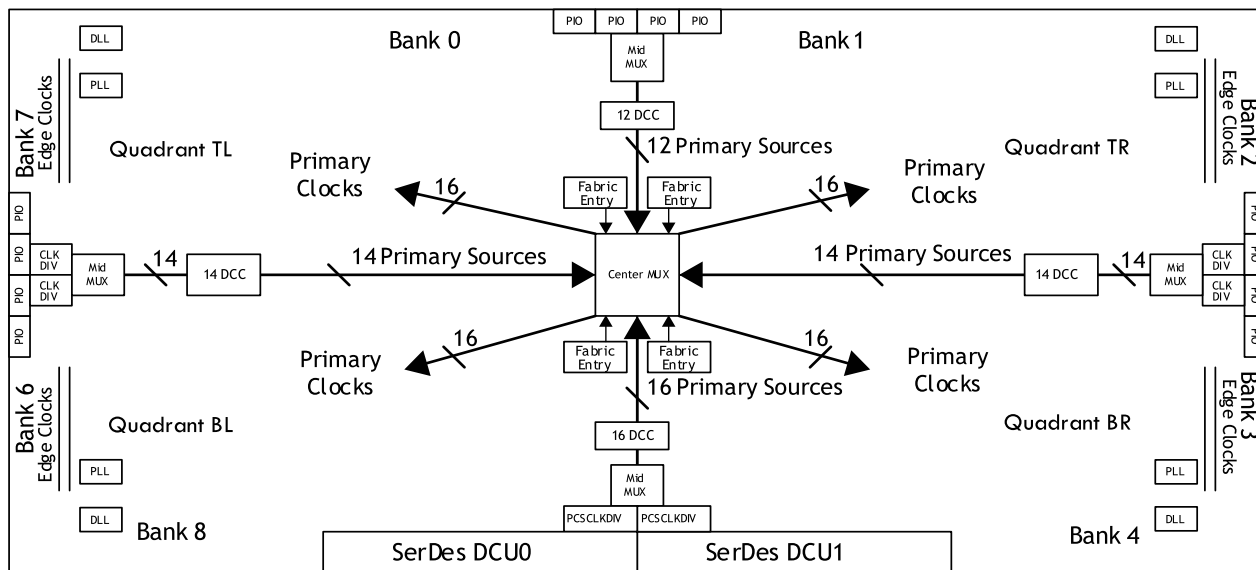 PIO PIO PIO PIO
DLL
Bank 0
Bank 1
DLL
Mid
MUX
PLL
PLL
Bank 7
Edge Clocks
Edge Clocks
Bank 2
12 DCC
Quadrant TL
12 Primary Sources
Quadrant TR
Primary
Clocks
16
Fabric
Entry
Fabric
Entry
16
Primary
Clocks
PIO
PIO
PIO
PIO
CLK
DIV
CLK
DIV
Mid
MUX
14
14 DCC
14 Primary Sources
Center MUX
14 Primary Sources
14 DCC
14
Mid
MUX
CLK
DIV
CLK
DIV
PIO
PIO
PIO
PIO
Primary
Clocks
16
Fabric
Entry
Fabric
Entry
16
Primary
Clocks
16 Primary Sources
Bank 6
Edge Clocks
Edge Clocks
Bank 3
Quadrant BL
16 DCC
Quadrant BR
PLL
Mid
MUX
PLL
DLL
Bank 8
PCSCLKDIV PCSCLKDIV
Bank 4
DLL
SerDes DCU0
SerDes DCU1